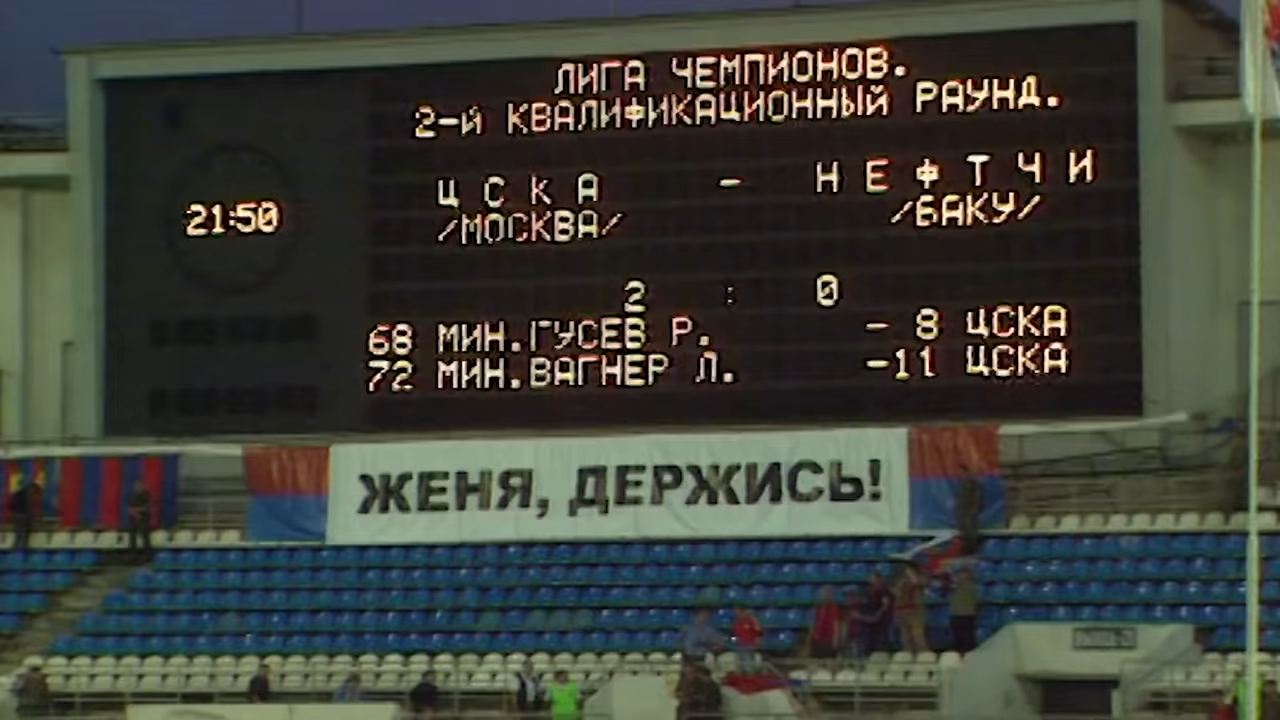 ЛИГА ЧЕМПИОНОВ.
2-й КВАЛИФИКАЦИОННЫЙ РАУНД.
ЦСКА - НЕФТЧИ
/МОСКВА/ /БАКУ/
21:50
2 : 0
68 МИН.ГУСЕВ Р. - 8 ЦСКА
72 МИН.ВАГНЕР Л. -11 ЦСКА
ЖЕНЯ, ДЕРЖИСЬ!